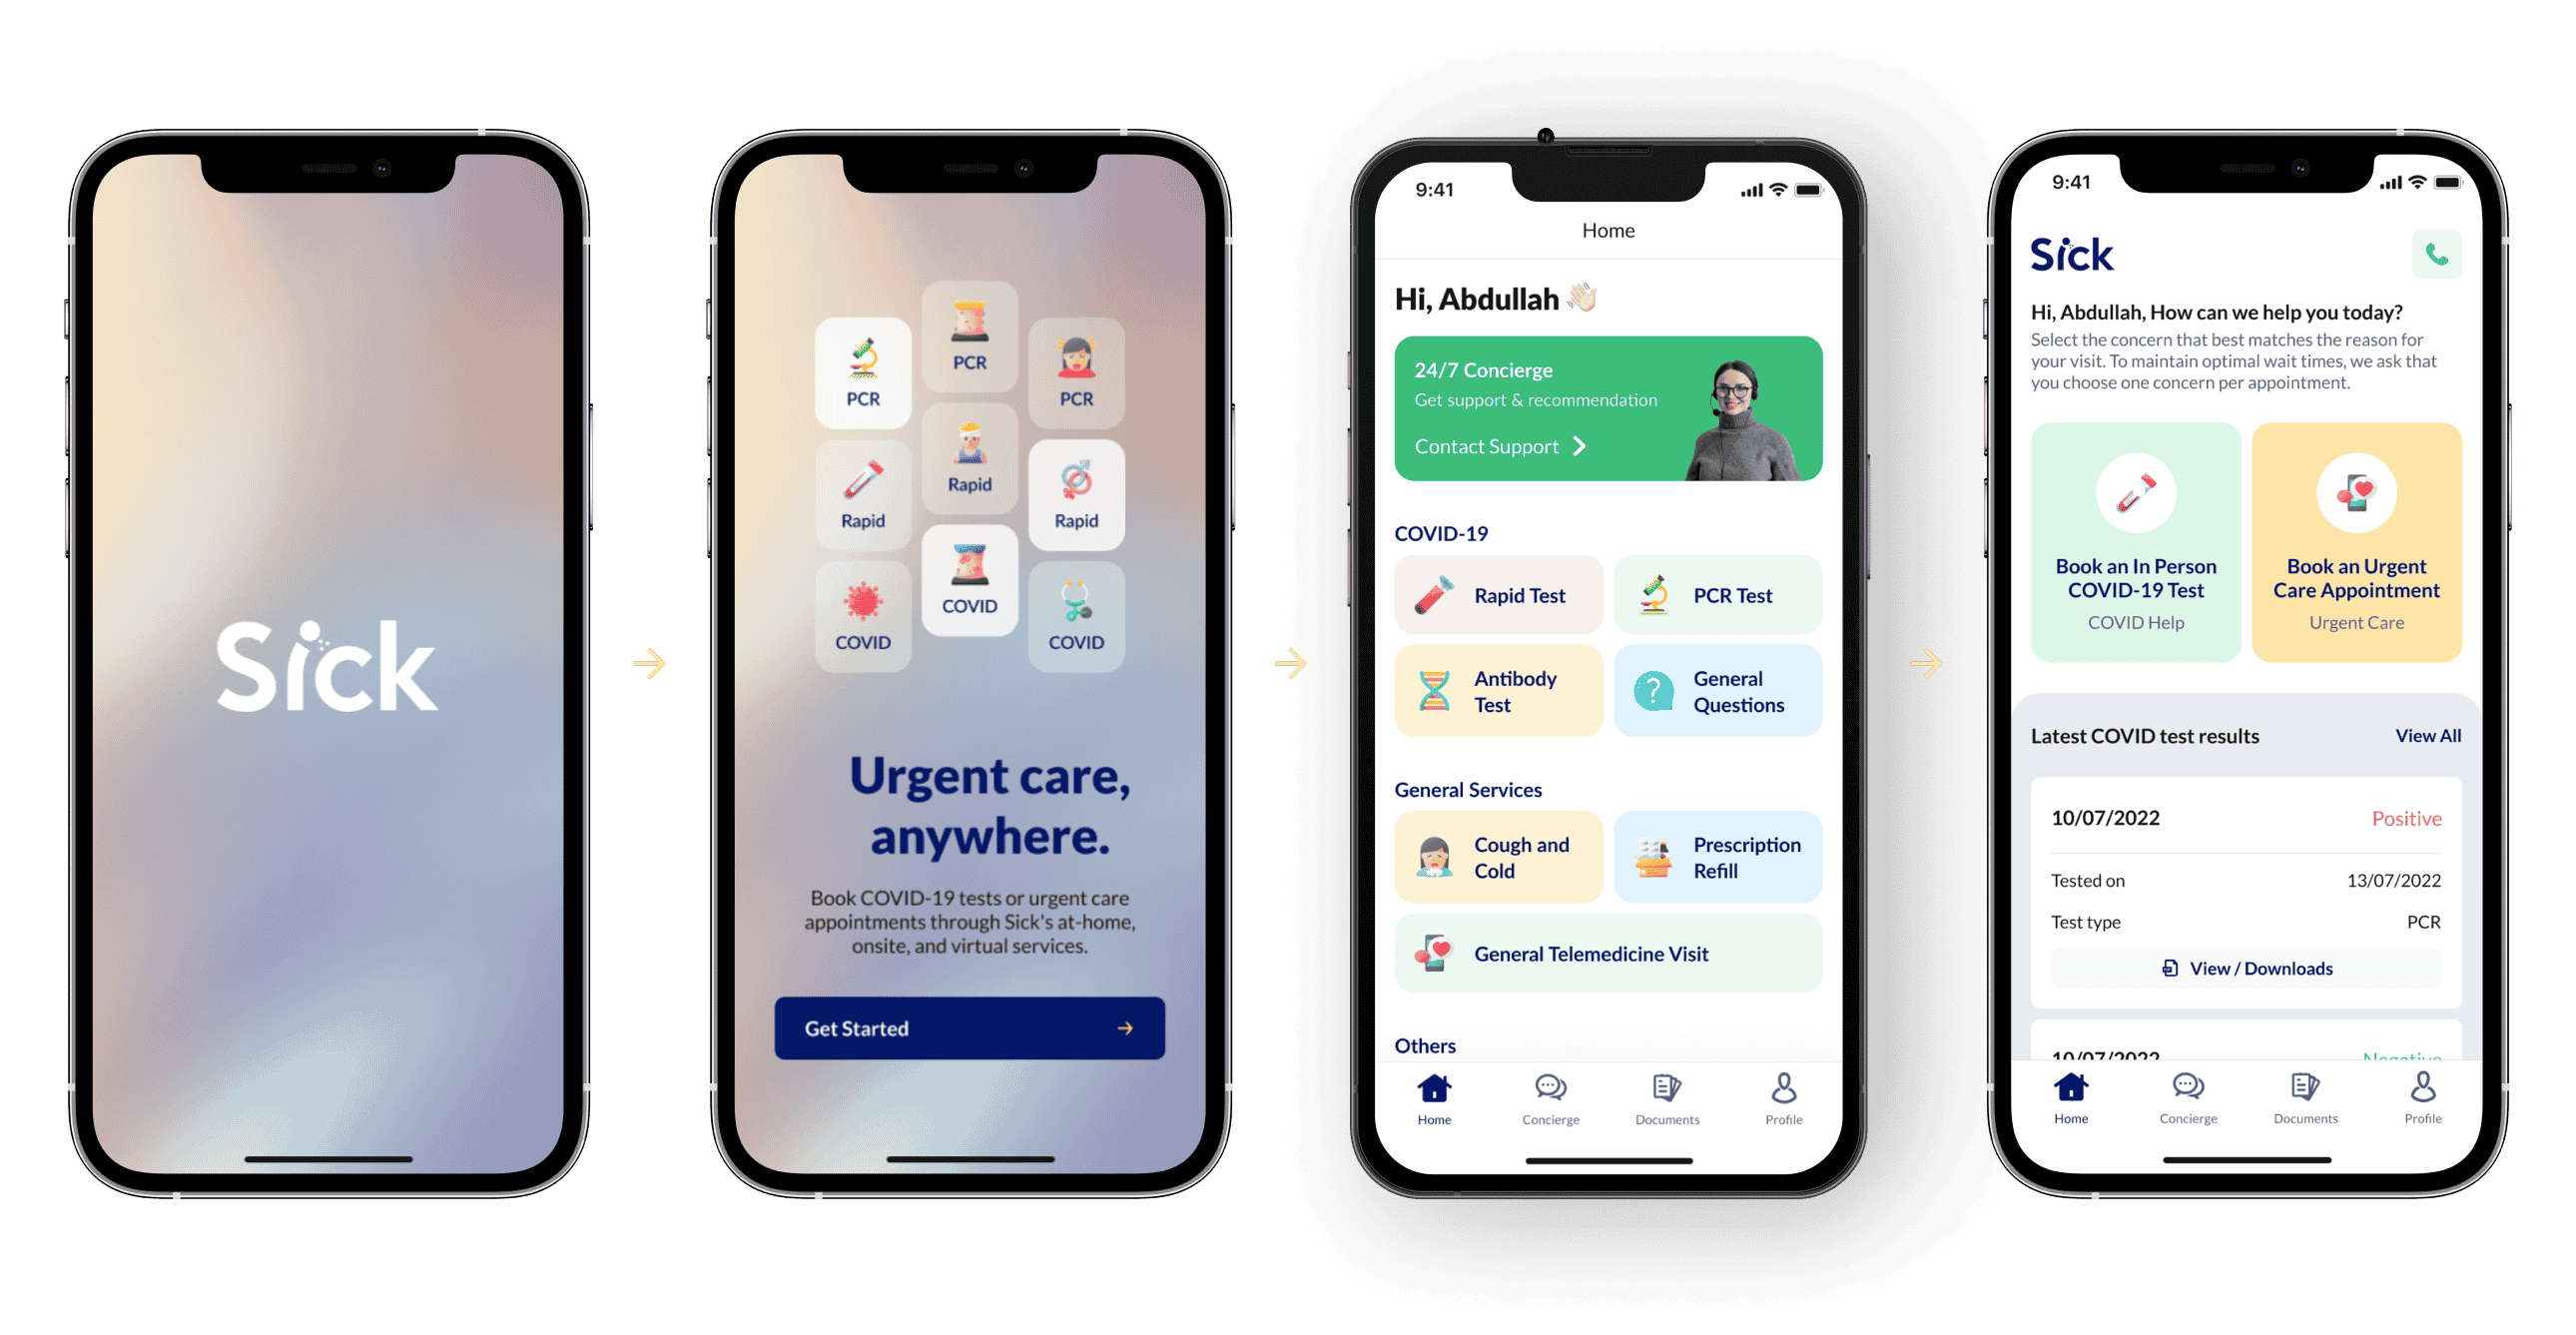 Sick
PCR
PCR
PCR
Rapid
Rapid
Rapid
COVID
COVID
COVID
Urgent care,
anywhere.
Book COVID-19 tests or urgent care
appointments through Sick's at-home,
onsite, and virtual services.
Get Started
9:41
Home
Hi, Abdullah
24/7 Concierge
Get support & recommendation
Contact Support
COVID-19
Rapid Test
PCR Test
Antibody
Test
General
Questions
General Services
Cough and
Cold
Prescription
Refill
General Telemedicine Visit
Others
Home
Concierge
Documents
Profile
9:41
Sick
Hi, Abdullah, How can we help you today?
Select the concern that best matches the reason for
your visit. To maintain optimal wait times, we ask that
you choose one concern per appointment.
Book an In Person
COVID-19 Test
COVID Help
Book an Urgent
Care Appointment
Urgent Care
Latest COVID test results
View All
10/07/2022
Positive
Tested on
13/07/2022
Test type
PCR
View / Downloads
10/07/2022
Negative
Home
Concierge
Documents
Profile